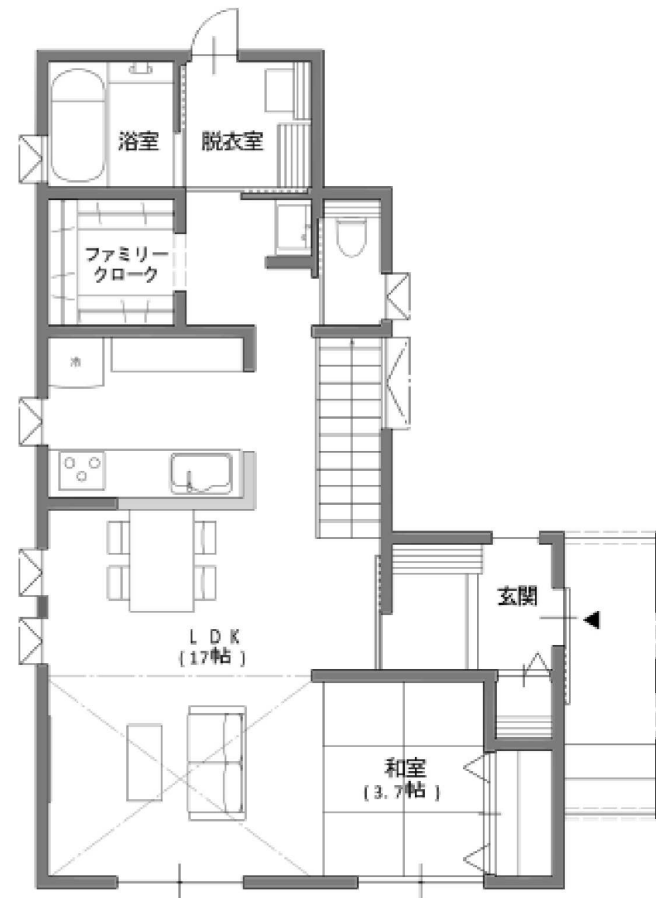 浴室
脱衣室
ファミリー
クローク
冷
玄関
LDK
(17帖)
和室
(3.7帖)